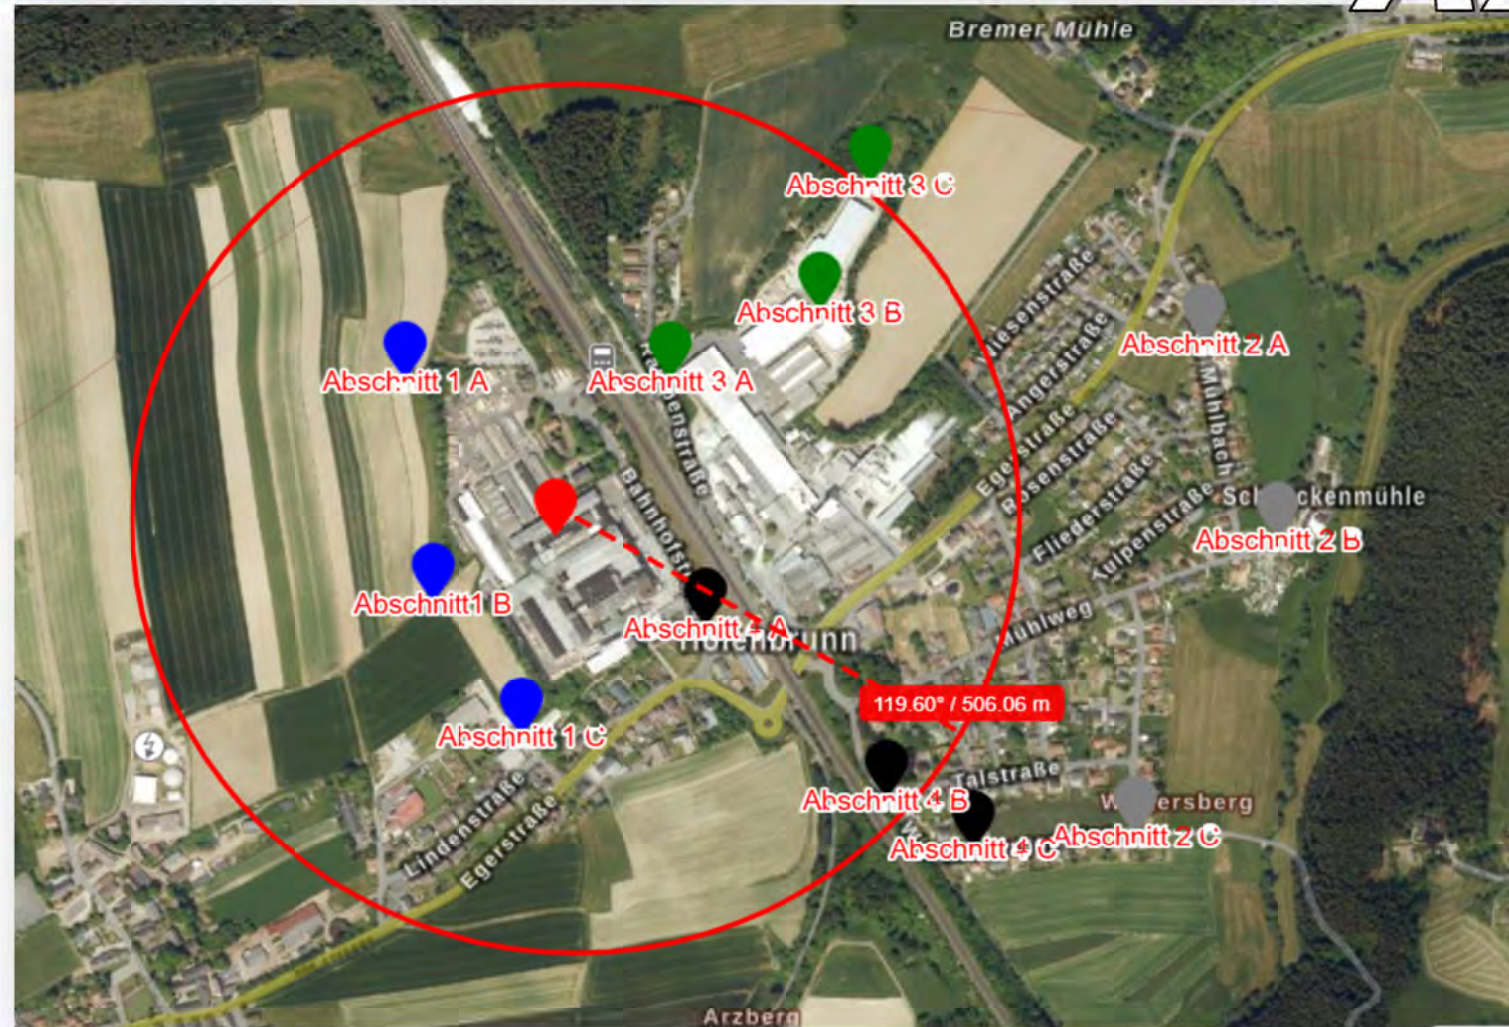 Bremer Mühle
Abschnitt 3 C
Abschnitt 3 B
Wiesenstraße
Abschnitt 2 A
Angerstraße
Abschnitt 1 A
Abschnitt 3 A
Mühlbach
Egerstraße
Rosenstraße
Bahnhofstr
Fliederstraße
Tulpenstraße
Abschnitt 2 B
Abschnitt1 B
Abschnitt 4 A
Holenbrunn
Mühlweg
119.60° / 506.06 m
Abschnitt 1 C
Talstraße
Abschnitt 4 B
Lindenstraße
Egerstraße
Abschnitt 4 C
Abschnitt 2 C
Arzberg